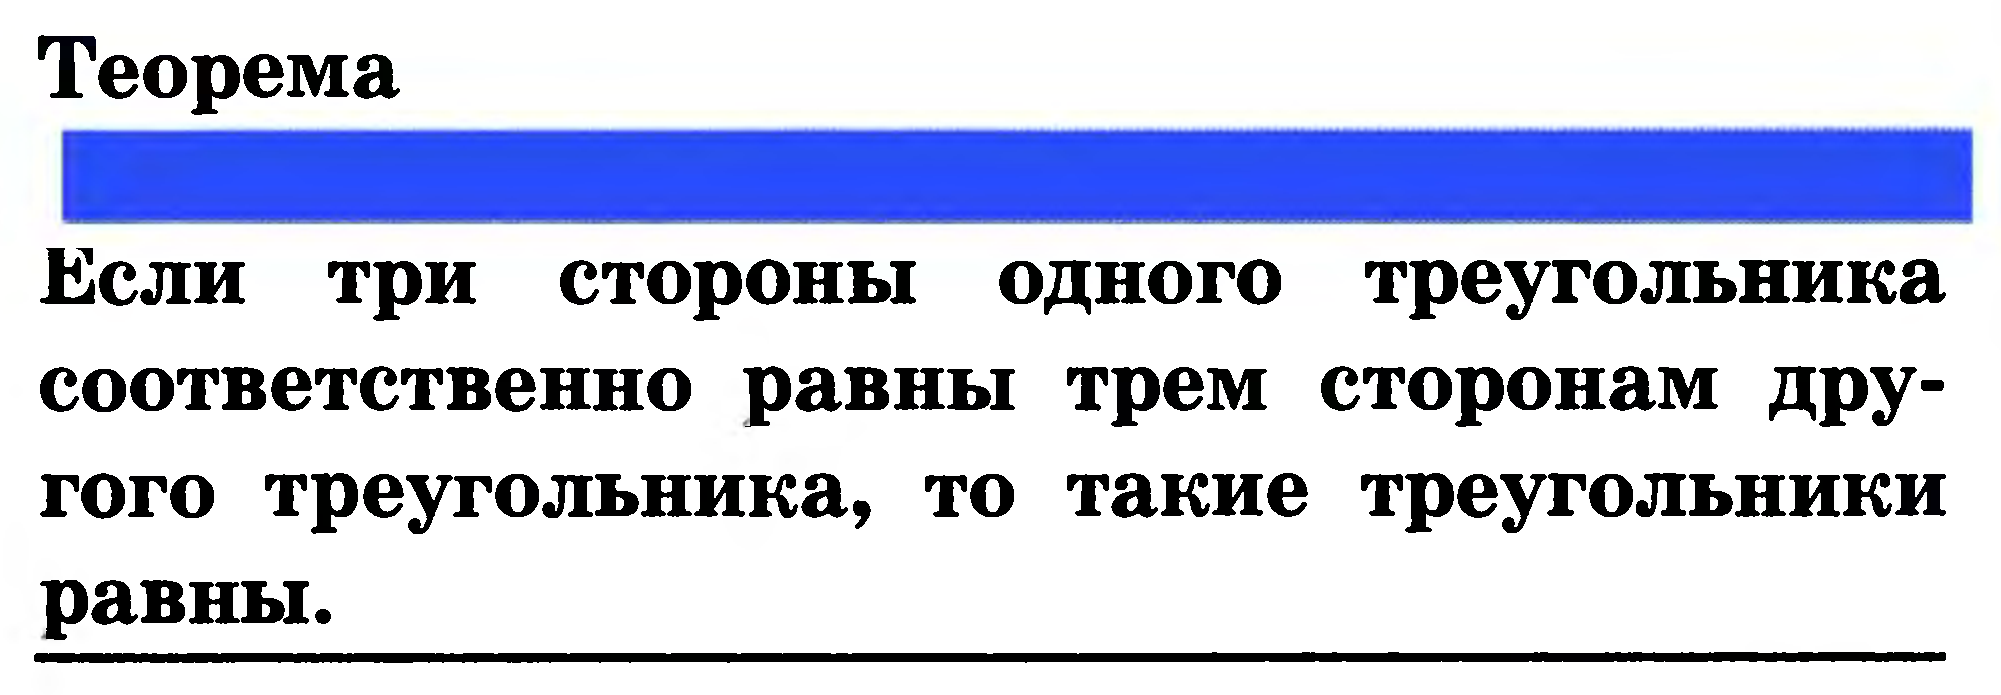 Теорема
Если три стороны одного треугольника
соответственно равны трем сторонам дру-
гого треугольника, то такие треугольники
равны.